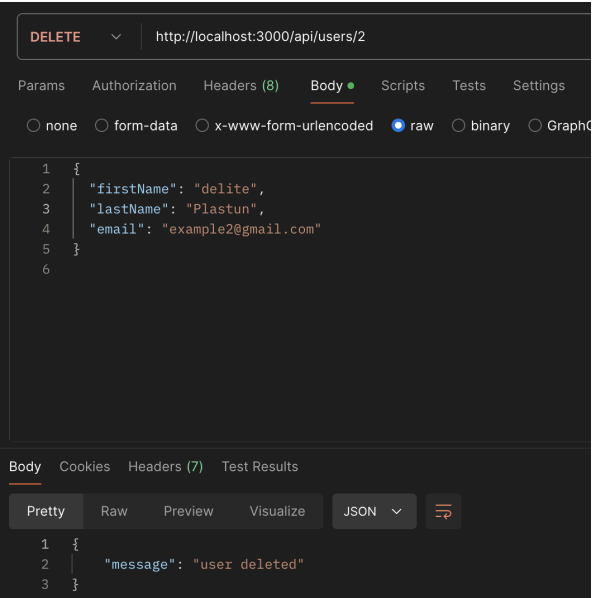 DELETE http://localhost:3000/api/users/2
Params Authorization Headers (8) Body Scripts Tests Settings
none form-data x-www-form-urlencoded raw binary GraphQ
1 {
2 "firstName": "delite",
3 "lastName": "Plastun",
4 "email": "example2@gmail.com"
5 }
6
Body Cookies Headers (7) Test Results
Pretty Raw Preview Visualize JSON
1 {
2 "message": "user deleted"
3 }